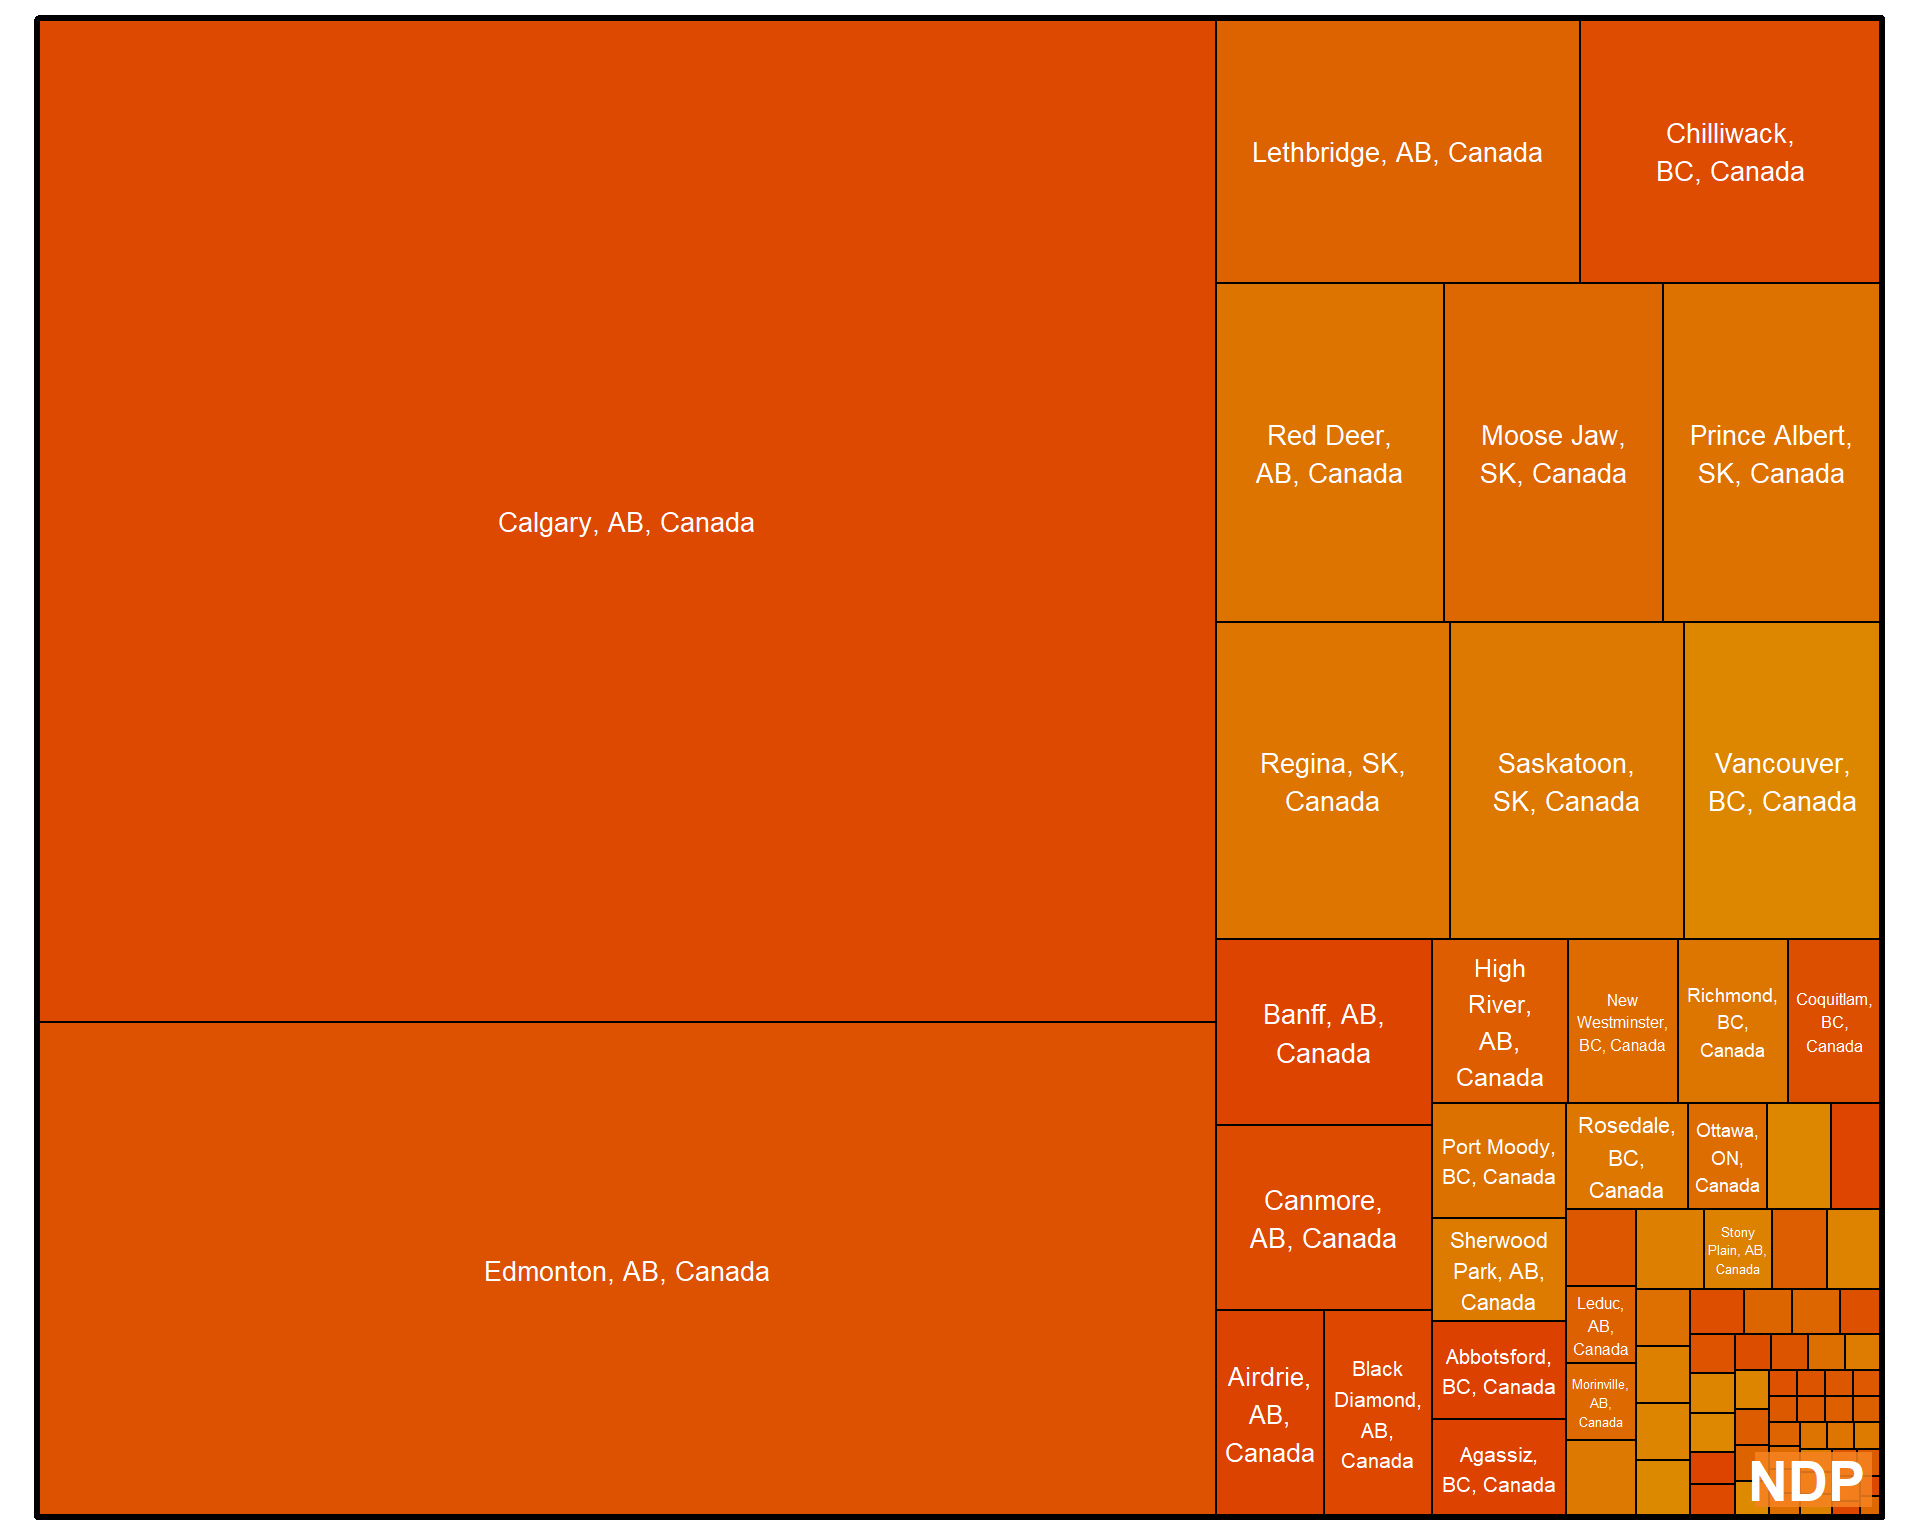 Calgary, AB, Canada
Edmonton, AB, Canada
Lethbridge, AB, Canada
Chilliwack,
BC, Canada
Red Deer,
AB, Canada
Moose Jaw,
SK, Canada
Prince Albert,
SK, Canada
Regina, SK,
Canada
Saskatoon,
SK, Canada
Vancouver,
BC, Canada
Banff, AB,
Canada
Canmore,
AB, Canada
Airdrie,
AB,
Canada
Black
Diamond,
AB,
Canada
High
River,
AB,
Canada
New
Westminster,
BC, Canada
Richmond,
BC,
Canada
Coquitlam,
BC,
Canada
Port Moody,
BC, Canada
Sherwood
Park, AB,
Canada
Abbotsford,
BC, Canada
Agassiz,
BC, Canada
Rosedale,
BC,
Canada
Ottawa,
ON,
Canada
Stony
Plain, AB,
Canada
Leduc,
AB,
Canada
Morinville,
AB,
Canada
NDP